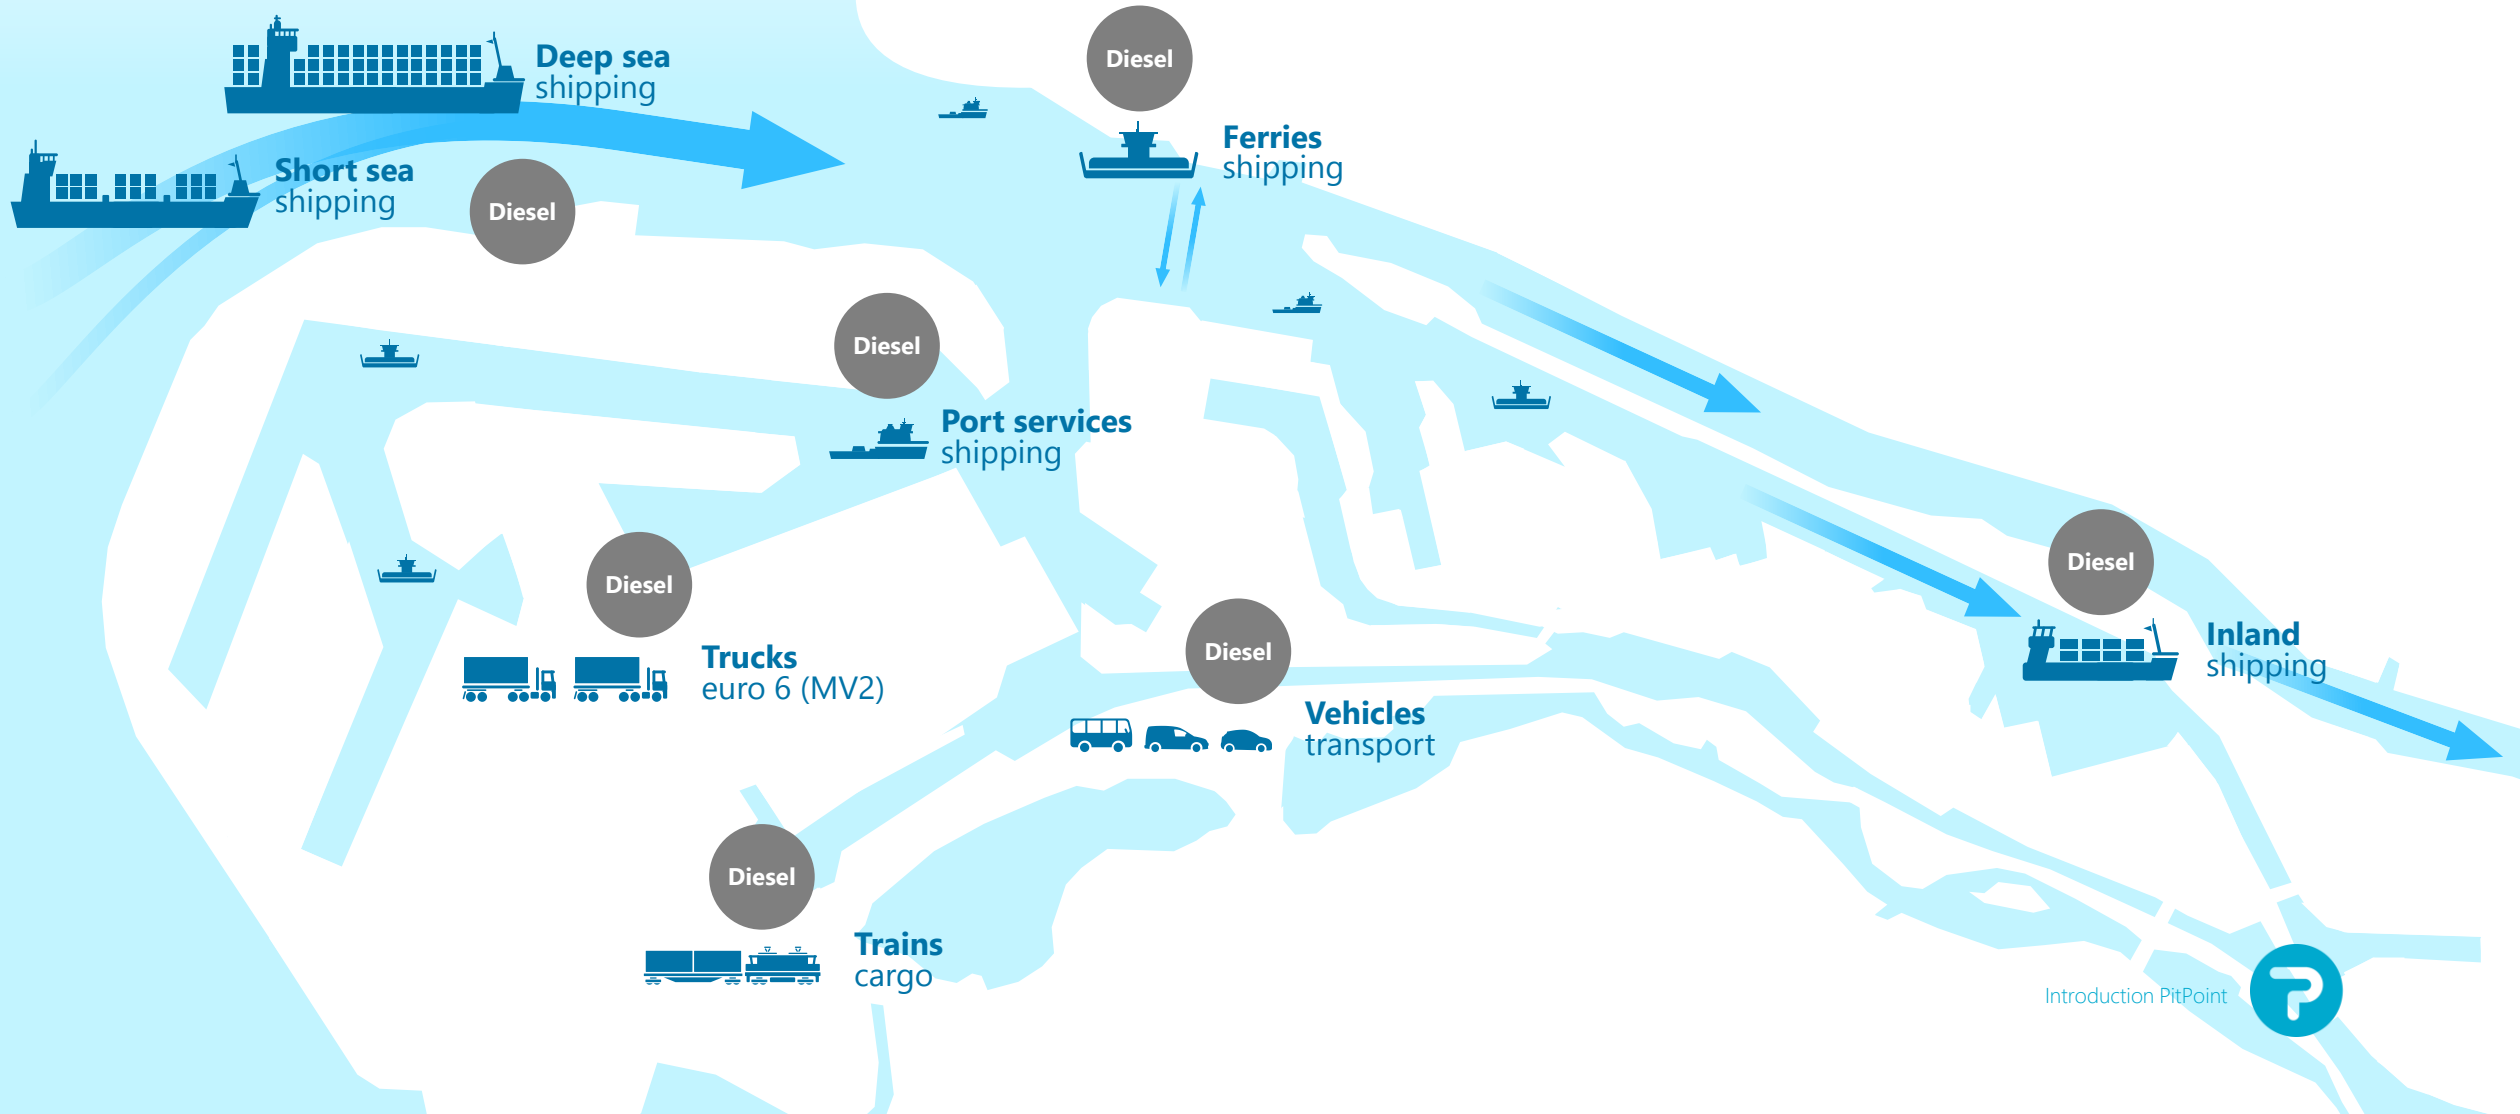 Deep sea
shipping
Diesel
Ferries
shipping
Short sea
shipping
Diesel
Diesel
Port services
shipping
Diesel
Inland
shipping
Diesel
Trucks
euro 6 (MV2)
Diesel
Vehicles
transport
Diesel
Trains
cargo
Introduction PitPoint